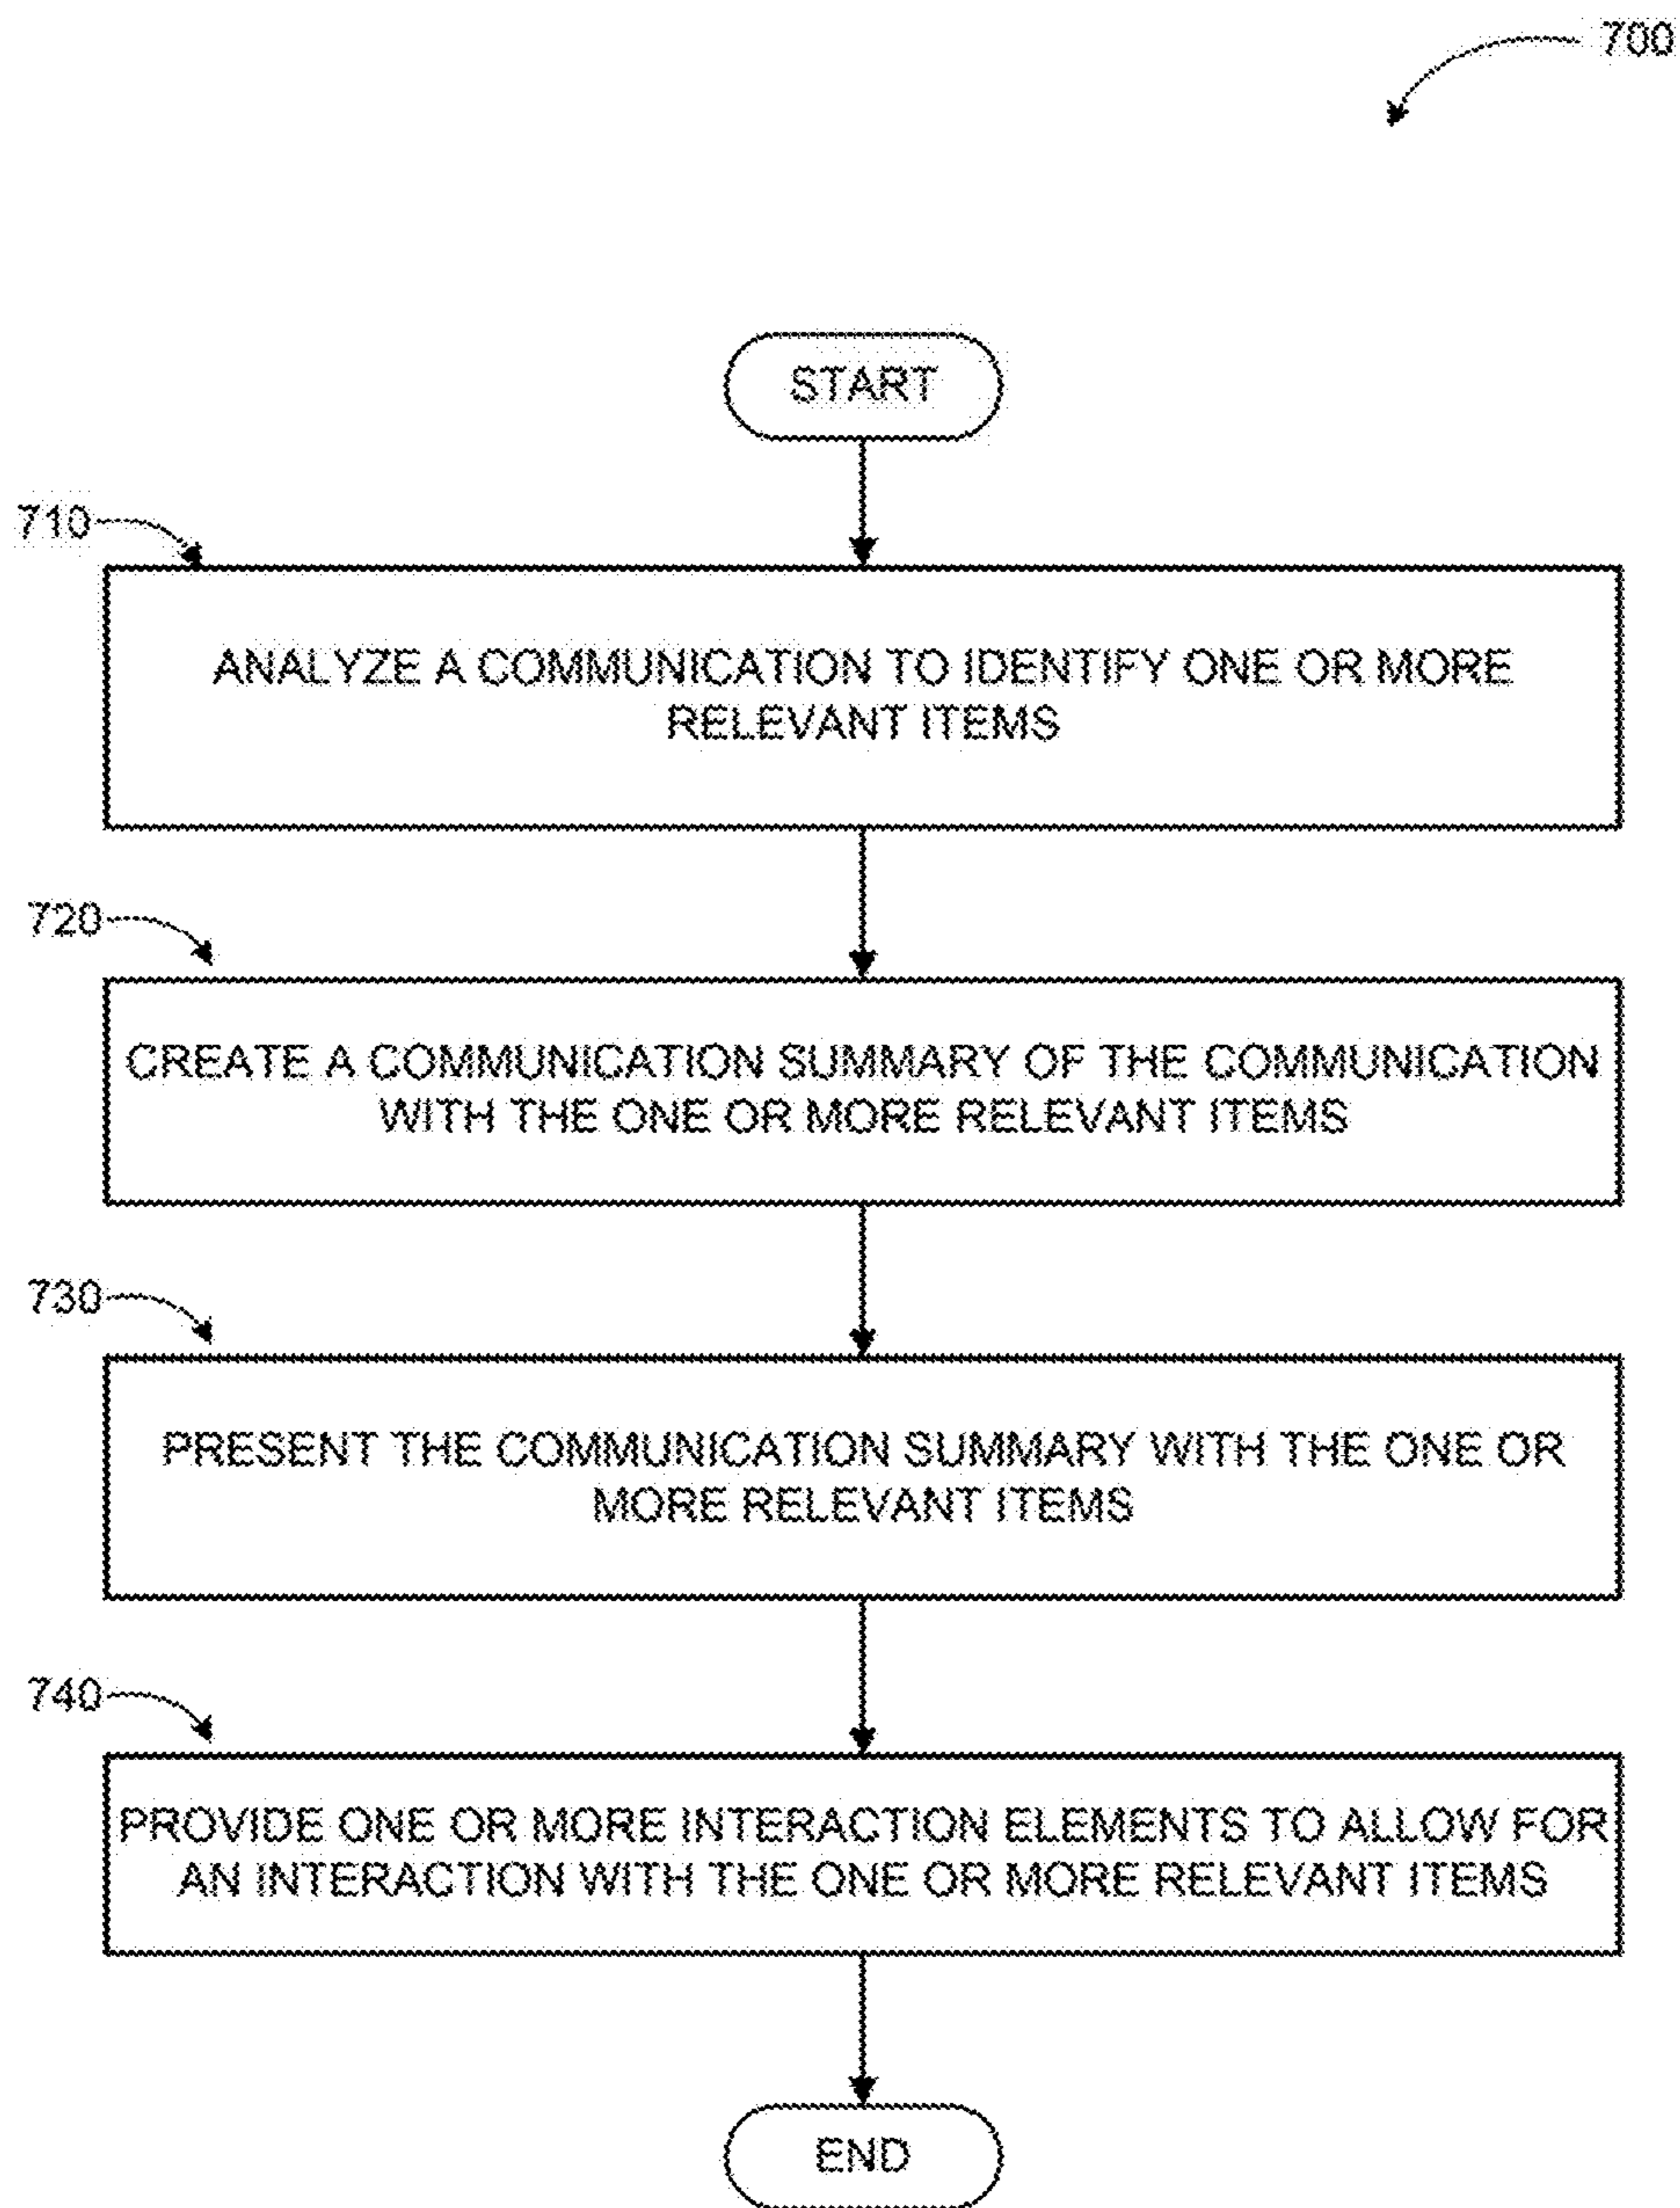 700
START
710
ANALYZE A COMMUNICATION TO IDENTIFY ONE OR MORE
RELEVANT ITEMS
720
CREATE A COMMUNICATION SUMMARY OF THE COMMUNICATION
WITH THE ONE OR MORE RELEVANT ITEMS
730
PRESENT THE COMMUNICATION SUMMARY WITH THE ONE OR
MORE RELEVANT ITEMS
740
PROVIDE ONE OR MORE INTERACTION ELEMENTS TO ALLOW FOR
AN INTERACTION WITH THE ONE OR MORE RELEVANT ITEMS
END